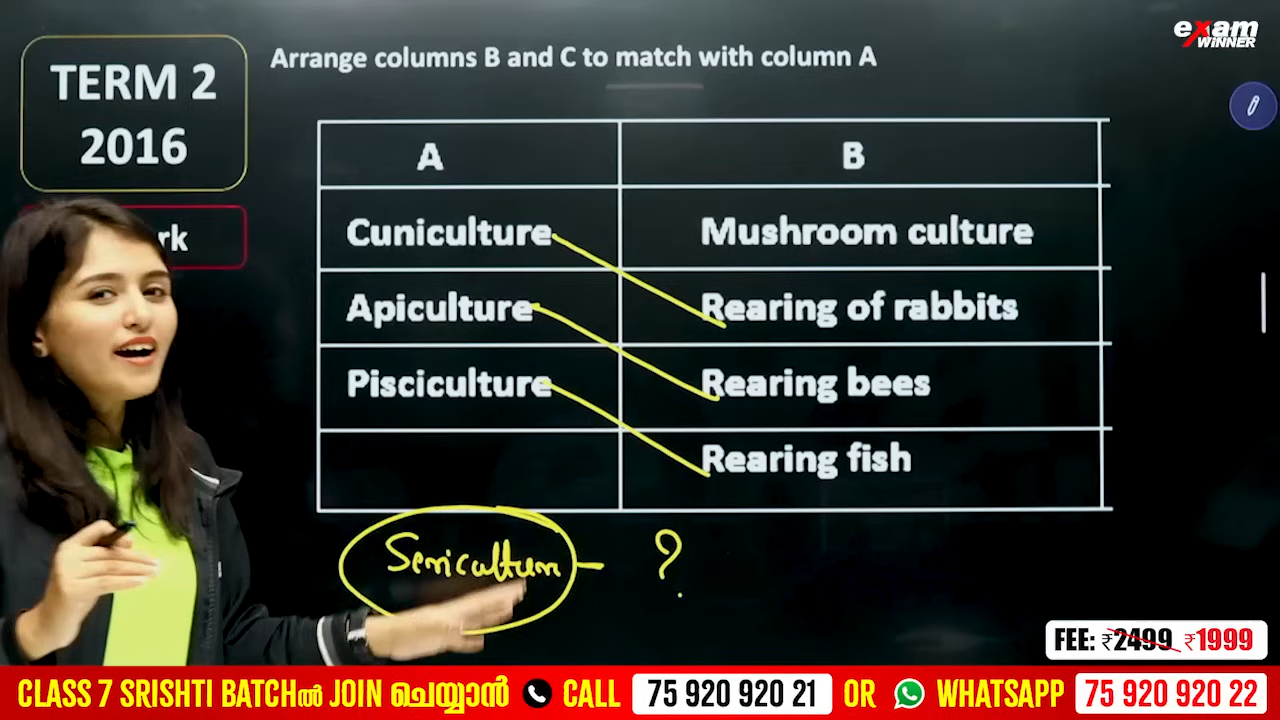 exam
WINNER
Arrange columns B and C to match with column A
TERM 2
2016
rk
A B
Cuniculture Mushroom culture
Apiculture Rearing of rabbits
Pisciculture Rearing bees
Rearing fish
Sericulture - ?
FEE: ₹2499 ₹1999
CLASS 7 SRISHTI BATCHൽ JOIN ചെയ്യാൻ CALL 75 920 920 21 OR WHATSAPP 75 920 920 22